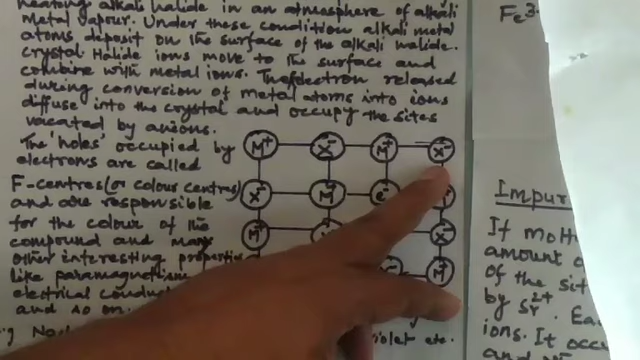 heating alkali halide in an atmosphere of alkali
metal vapour. Under these condition alkali metal
atoms deposit on the surface of the alkali halide.
crystal. Halide ions move to the surface and
combine with metal ions. The electron released
during conversion of metal atoms into ions
diffuse into the crystal and occupy the sites
vacated by anions.
The 'holes' occupied by
electrons are called
F-centres (or colour centres)
and are responsible
for the colour of the
compound and many
other interesting properties
like paramagnetism
electrical
and so on.
M⁺ X⁻ M⁺ X⁻
X⁻ M⁺ e⁻
M⁺ X⁻
M⁺
etc.
Fe³⁺
Impur
If
amount
of the sit
by Sr²⁺. Ea
ions. It occ
and